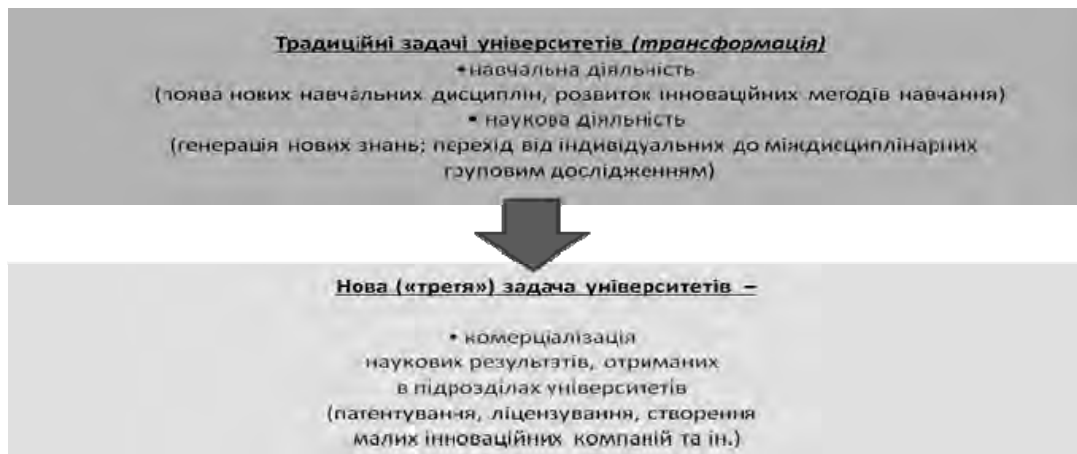 Традиційні задачі університетів (трансформація)
• навчальна діяльність
(поява нових навчальних дисциплін, розвиток інноваційних методів навчання)
• наукова діяльність
(генерація нових знань; перехід від індивідуальних до міждисциплінарних
груповим дослідженням)
Нова («третя») задача університетів –
• комерціалізація
наукових результатів, отриманих
в підрозділах університетів
(патентування, ліцензування, створення
малих інноваційних компаній та ін.)